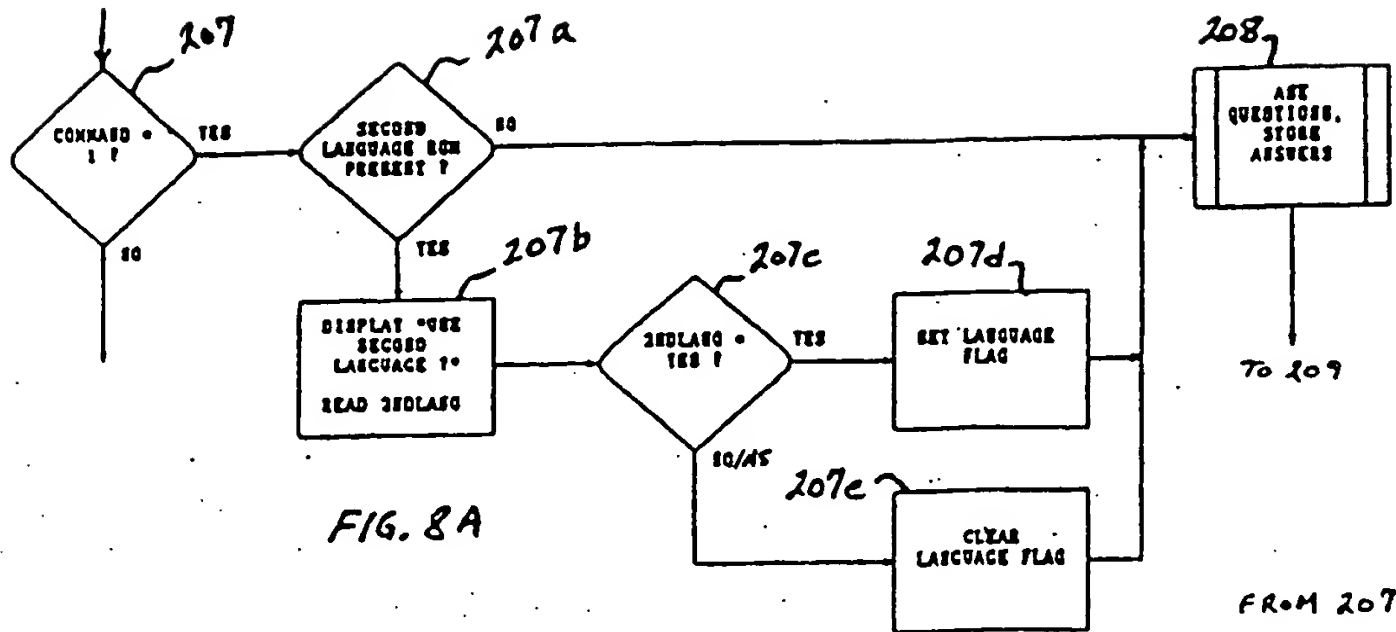 207
COMMAND =
1 ?
YES
NO
207a
SECOND
LANGUAGE ROM
PRESENT ?
NO
YES
207b
DISPLAY "USE
SECOND
LANGUAGE ?"
READ 2NDLANG
207c
2NDLANG =
YES ?
YES
NO/NS
207d
SET LANGUAGE
FLAG
207e
CLEAR
LANGUAGE FLAG
208
ASK
QUESTIONS,
STORE
ANSWERS
TO 209
FIG. 8A
FROM 207